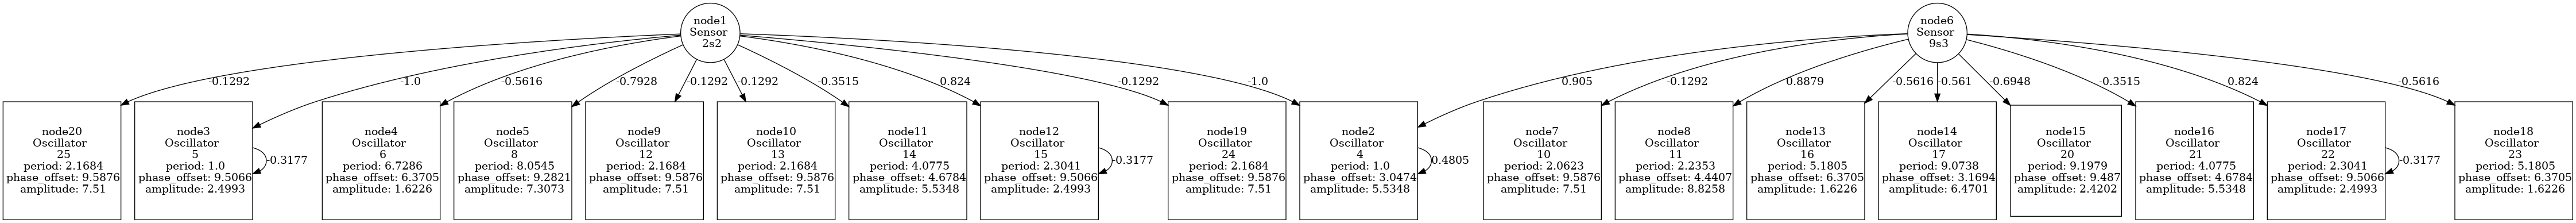 node1
Sensor
2s2
node6
Sensor
9s3
-0.1292
-1.0
-0.5616
-0.7928
-0.1292
-0.1292
-0.3515
0.824
-0.1292
-1.0
0.905
-0.1292
0.8879
-0.5616
-0.561
-0.6948
-0.3515
0.824
-0.5616
node20
Oscillator
25
period: 2.1684
phase_offset: 9.5876
amplitude: 7.51
node3
Oscillator
5
period: 1.0
phase_offset: 9.5066
amplitude: 2.4993
-0.3177
node4
Oscillator
6
period: 6.7286
phase_offset: 6.3705
amplitude: 1.6226
node5
Oscillator
8
period: 8.0545
phase_offset: 9.2821
amplitude: 7.3073
node9
Oscillator
12
period: 2.1684
phase_offset: 9.5876
amplitude: 7.51
node10
Oscillator
13
period: 2.1684
phase_offset: 9.5876
amplitude: 7.51
node11
Oscillator
14
period: 4.0775
phase_offset: 4.6784
amplitude: 5.5348
node12
Oscillator
15
period: 2.3041
phase_offset: 9.5066
amplitude: 2.4993
-0.3177
node19
Oscillator
24
period: 2.1684
phase_offset: 9.5876
amplitude: 7.51
node2
Oscillator
4
period: 1.0
phase_offset: 3.0474
amplitude: 5.5348
0.4805
node7
Oscillator
10
period: 2.0623
phase_offset: 9.5876
amplitude: 7.51
node8
Oscillator
11
period: 2.2353
phase_offset: 4.4407
amplitude: 8.8258
node13
Oscillator
16
period: 5.1805
phase_offset: 6.3705
amplitude: 1.6226
node14
Oscillator
17
period: 9.0738
phase_offset: 3.1694
amplitude: 6.4701
node15
Oscillator
20
period: 9.1979
phase_offset: 9.487
amplitude: 2.4202
node16
Oscillator
21
period: 4.0775
phase_offset: 4.6784
amplitude: 5.5348
node17
Oscillator
22
period: 2.3041
phase_offset: 9.5066
amplitude: 2.4993
-0.3177
node18
Oscillator
23
period: 5.1805
phase_offset: 6.3705
amplitude: 1.6226